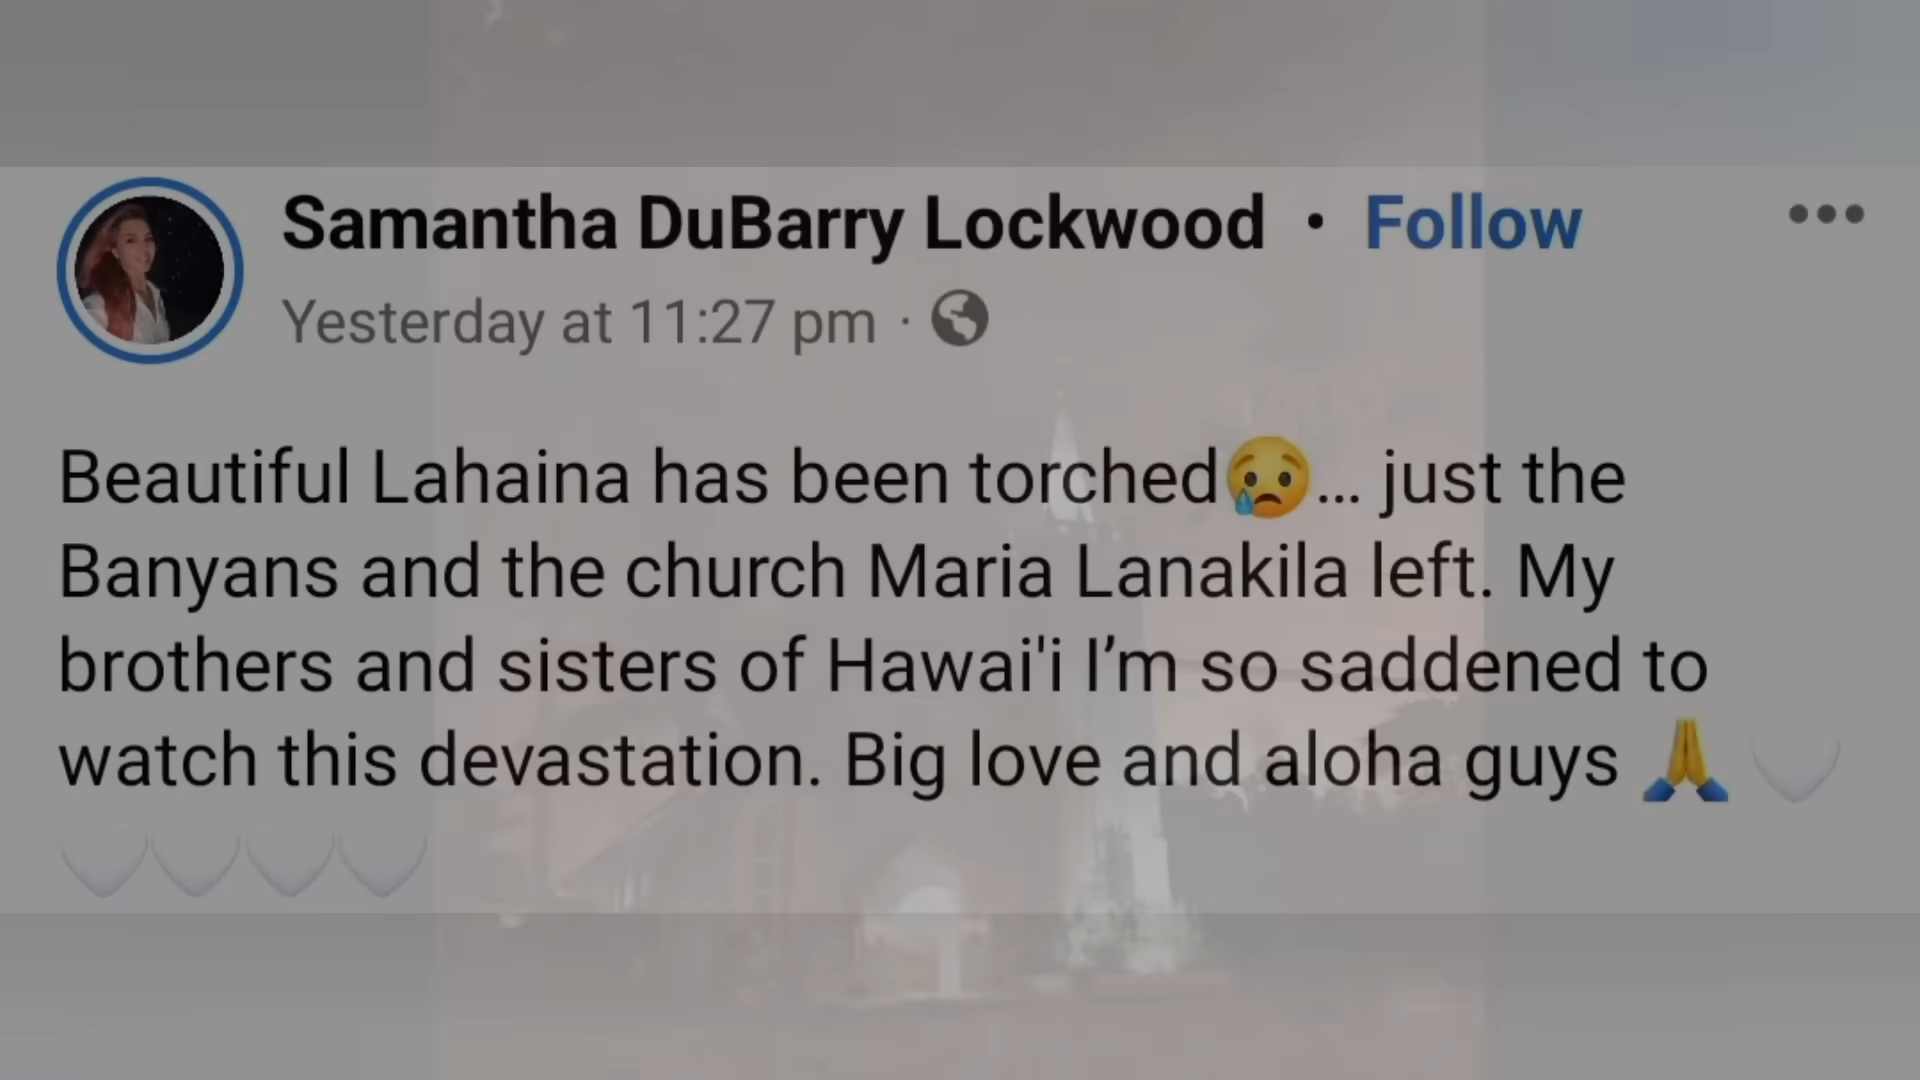 Samantha DuBarry Lockwood · Follow
Yesterday at 11:27 pm ·
Beautiful Lahaina has been torched😢... just the
Banyans and the church Maria Lanakila left. My
brothers and sisters of Hawai'i I’m so saddened to
watch this devastation. Big love and aloha guys 🙏🤍
🤍🤍🤍🤍